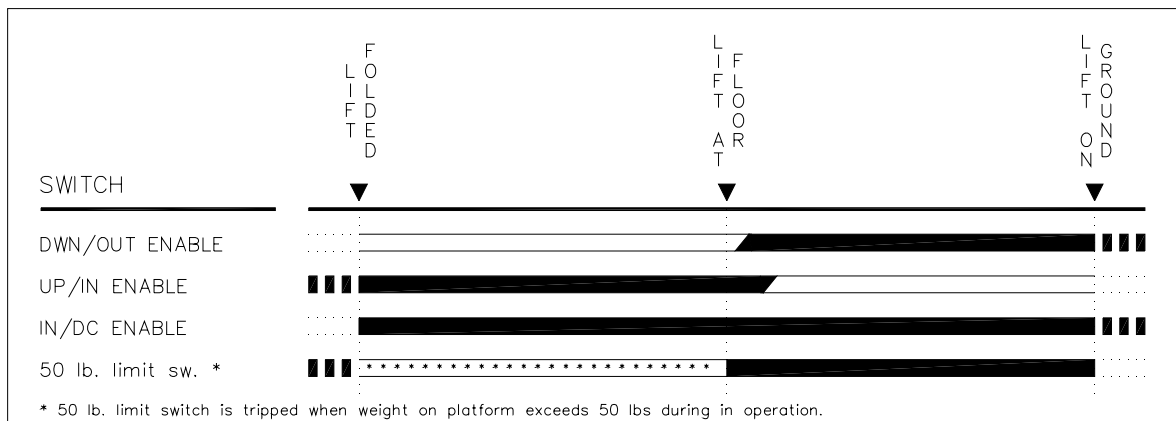 LIFT
FOLDED
LIFT AT
FLOOR
LIFT ON
GROUND
SWITCH
DWN/OUT ENABLE
UP/IN ENABLE
IN/DC ENABLE
50 lb. limit sw. *
* * * * * * * * * * * * * * * * * * * * * * * * *
* 50 lb. limit switch is tripped when weight on platform exceeds 50 lbs during in operation.